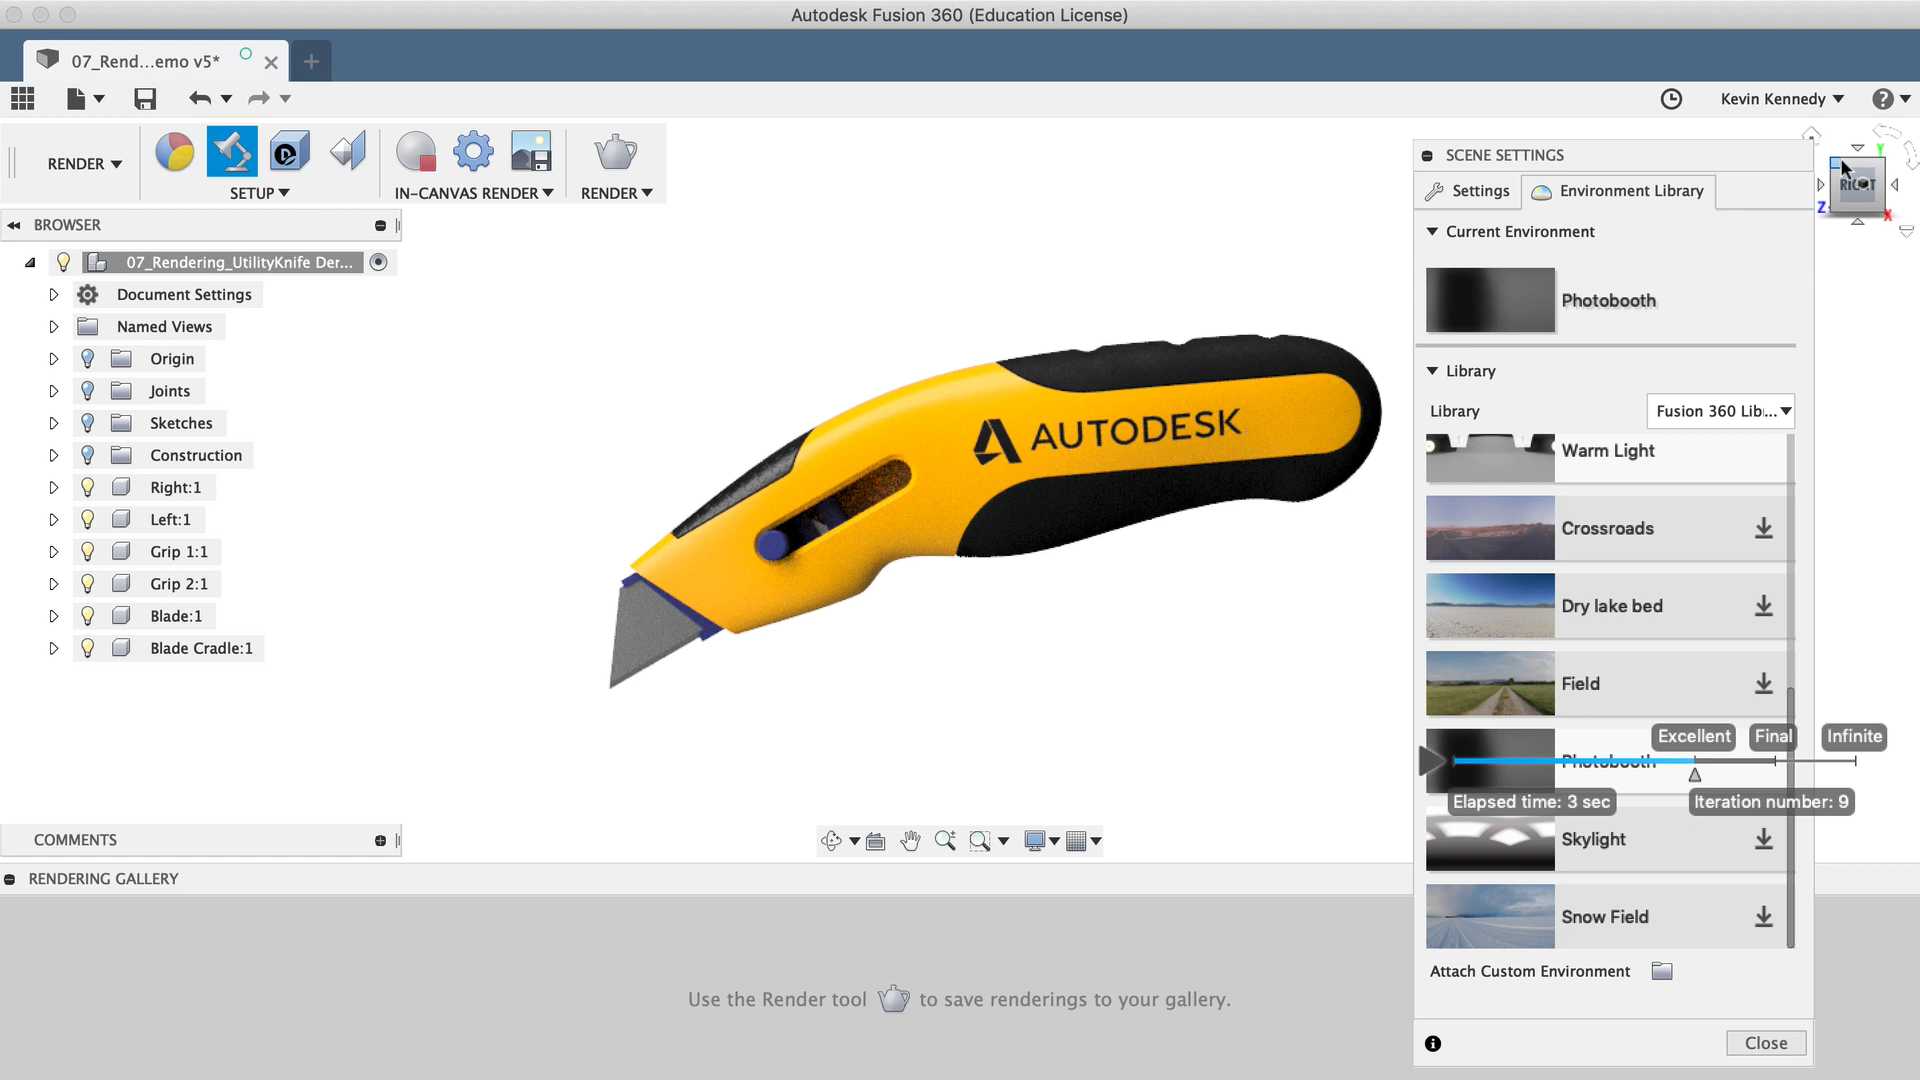 Autodesk Fusion 360 (Education License)
07_Rend...emo v5*
Kevin Kennedy
RENDER
SETUP
IN-CANVAS RENDER
RENDER
BROWSER
07_Rendering_UtilityKnife Der...
Document Settings
Named Views
Origin
Joints
Sketches
Construction
Right:1
Left:1
Grip 1:1
Grip 2:1
Blade:1
Blade Cradle:1
COMMENTS
RENDERING GALLERY
Use the Render tool to save renderings to your gallery.
AUTODESK
SCENE SETTINGS
Settings
Environment Library
Current Environment
Photobooth
Library
Library
Fusion 360 Lib...
Warm Light
Crossroads
Dry lake bed
Field
Excellent
Final
Infinite
Photobooth
Elapsed time: 3 sec
Iteration number: 9
Skylight
Snow Field
Attach Custom Environment
Close
Y
RIGHT
Z
X